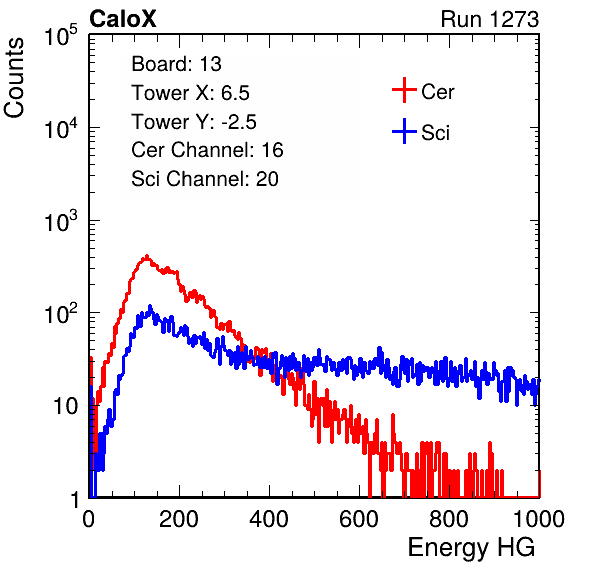 CaloX Run 1273
Counts
10^5
10^4
10^3
10^2
10
1
Board: 13
Tower X: 6.5
Tower Y: -2.5
Cer Channel: 16
Sci Channel: 20
Cer
Sci
0 200 400 600 800 1000
Energy HG